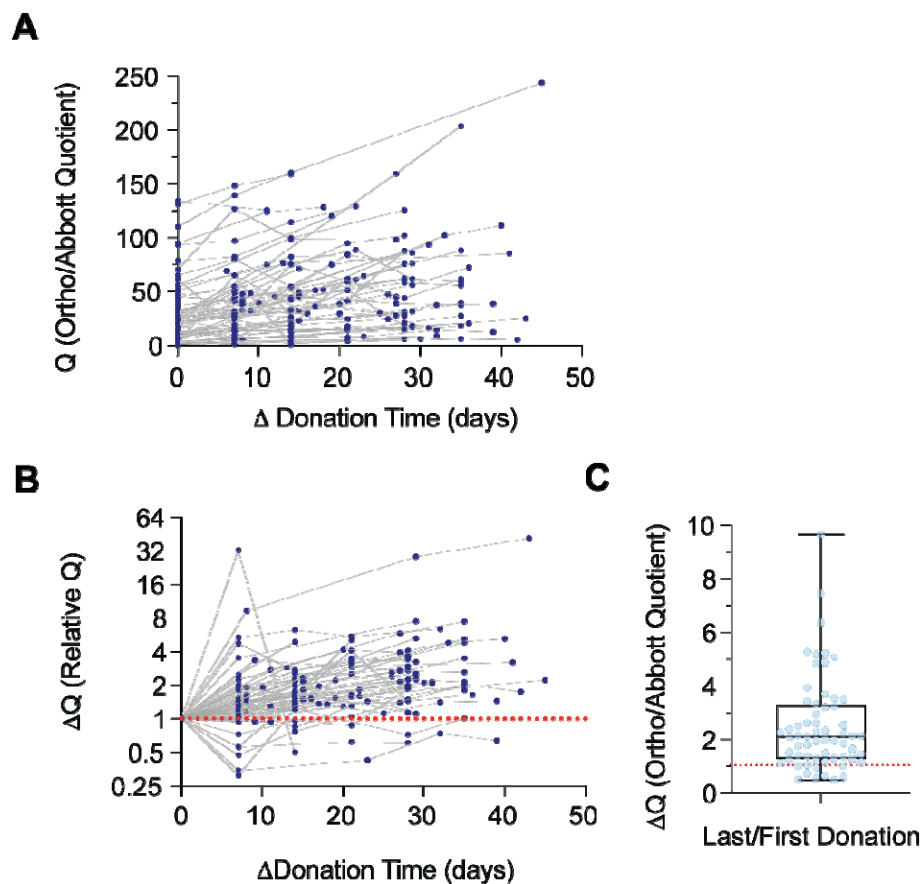 A
Q (Ortho/Abbott Quotient)
250
200
150
100
50
0
0 10 20 30 40 50
Δ Donation Time (days)
B
ΔQ (Relative Q)
64
32
16
8
4
2
1
0.5
0.25
0 10 20 30 40 50
ΔDonation Time (days)
C
ΔQ (Ortho/Abbott Quotient)
10
8
6
4
2
0
Last/First Donation